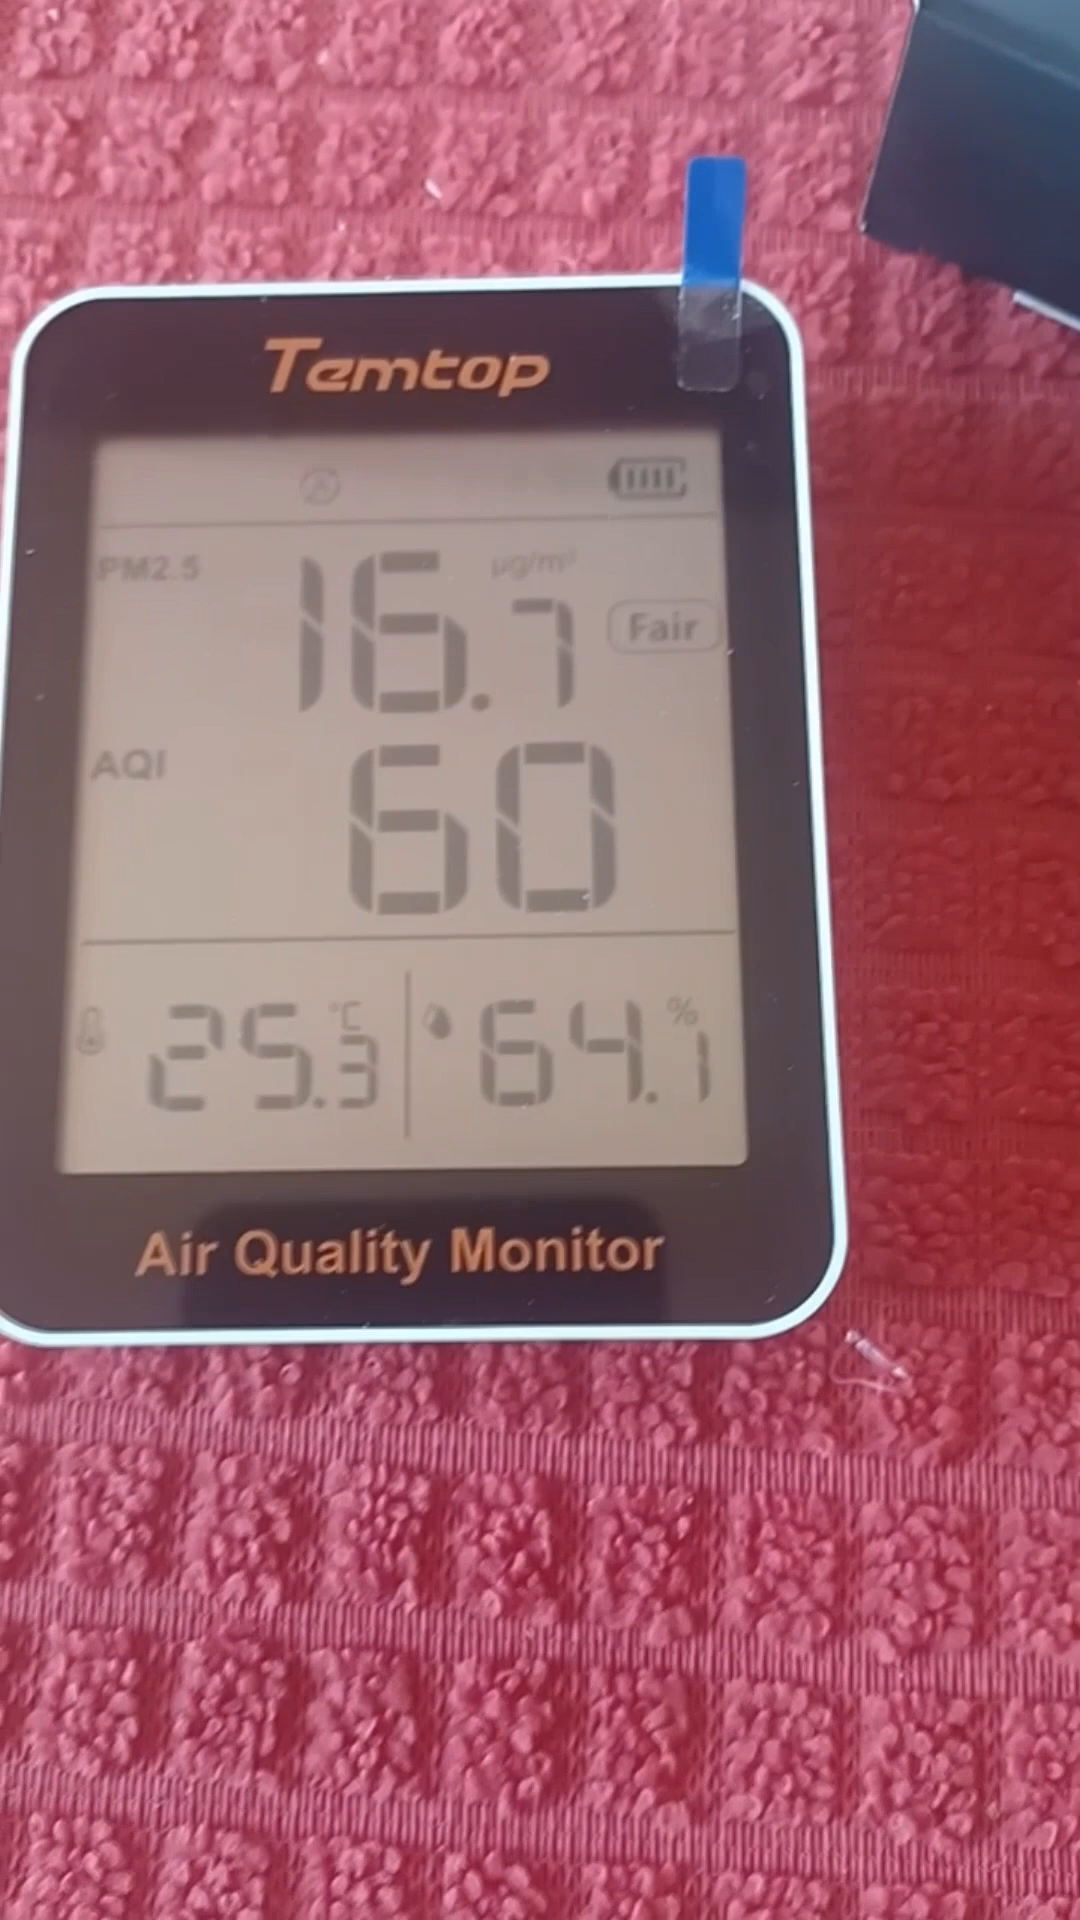 Temtop
PM2.5 16.7 µg/m³ Fair
AQI 60
25.3 °C 64.1 %
Air Quality Monitor